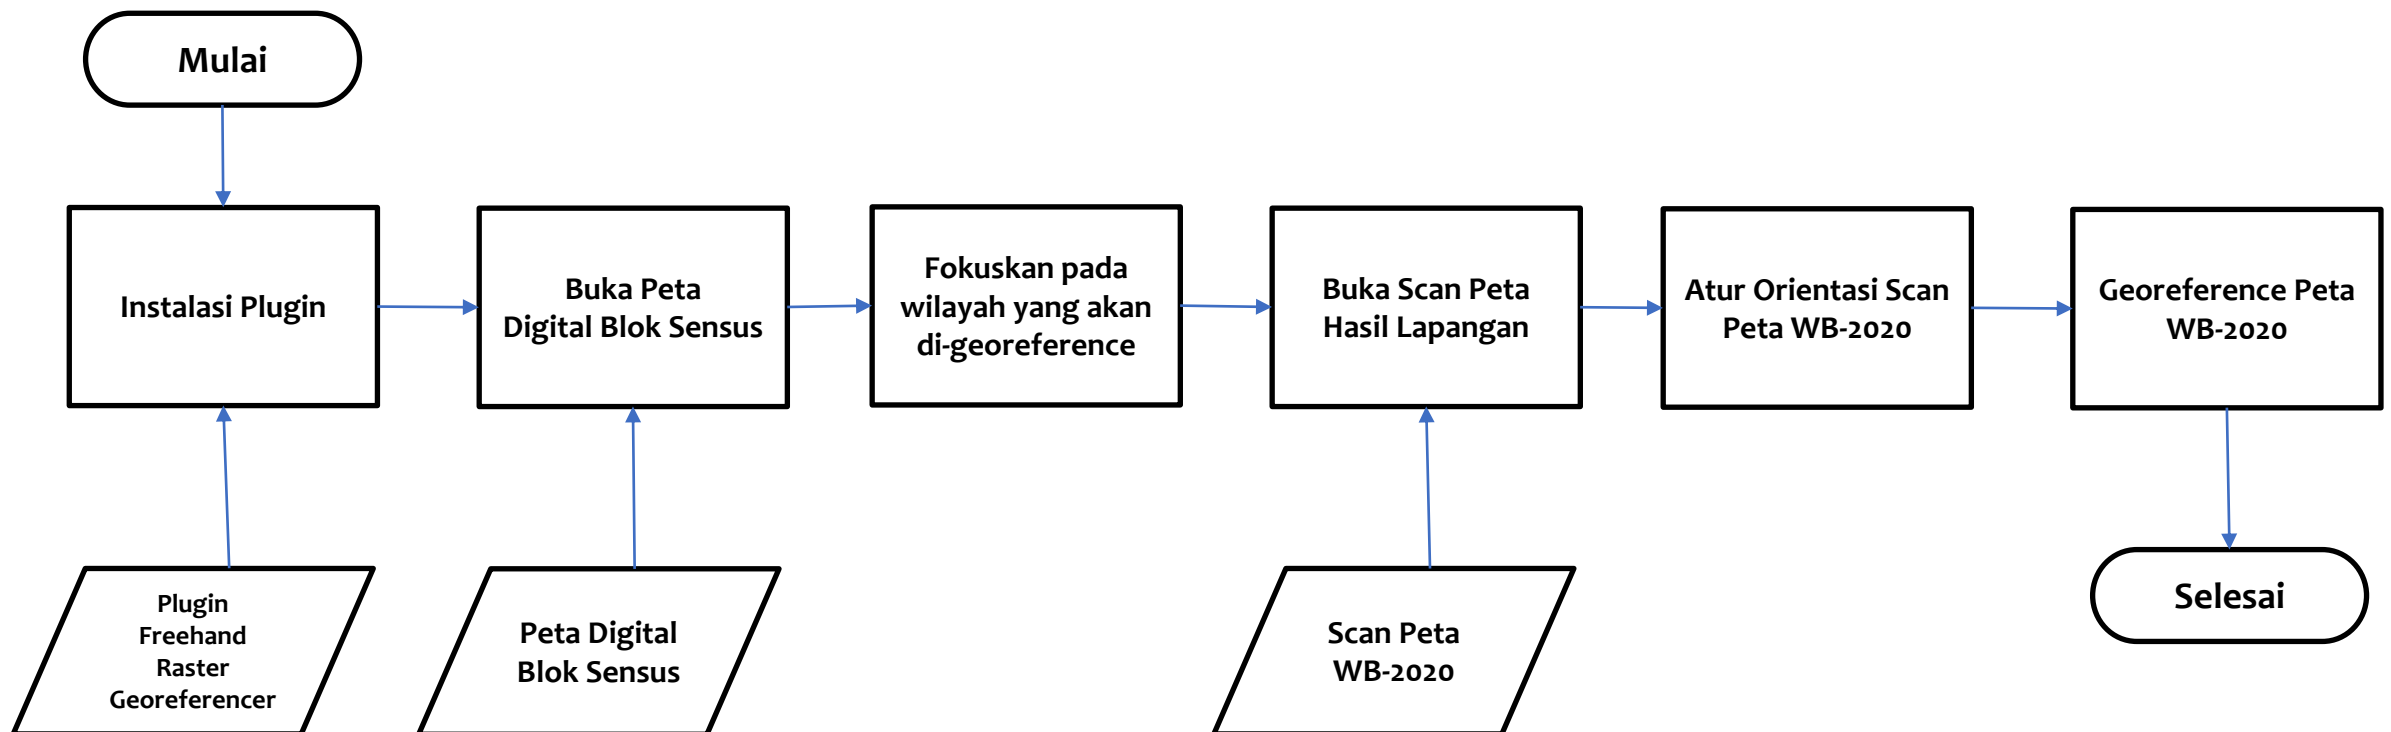 Mulai
Instalasi Plugin
Buka Peta
Digital Blok Sensus
Fokuskan pada
wilayah yang akan
di-georeference
Buka Scan Peta
Hasil Lapangan
Atur Orientasi Scan
Peta WB-2020
Georeference Peta
WB-2020
Plugin
Freehand
Raster
Georeferencer
Peta Digital
Blok Sensus
Scan Peta
WB-2020
Selesai